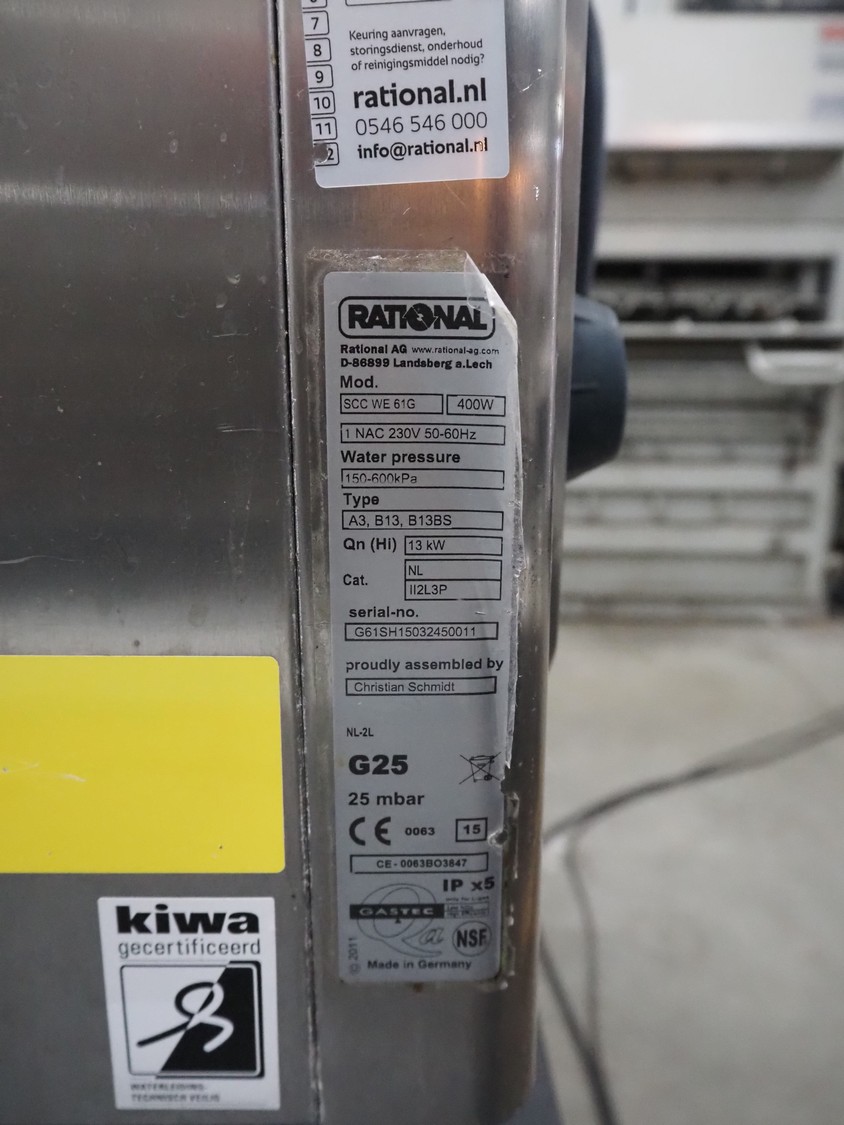 7
8
9
10
11
Keuring aanvragen,
storingsdienst, onderhoud
of reinigingsmiddel nodig?
rational.nl
0546 546 000
info@rational.nl
RATIONAL
Rational AG www.rational-ag.com
D-86899 Landsberg a.Lech
Mod.
SCC WE 61G 400W
1 NAC 230V 50-60Hz
Water pressure
150-600kPa
Type
A3, B13, B13BS
Qn (Hi) 13 kW
Cat. NL
II2L3P
serial-no.
G61SH15032450011
proudly assembled by
Christian Schmidt
NL-2L
G25
25 mbar
CE 0063 15
CE-0063BO3847
IP x5
GASTEC
Qa
NSF
© 2011
Made in Germany
kiwa
gecertificeerd
WATERLEIDING-
TECHNISCH VEILIG